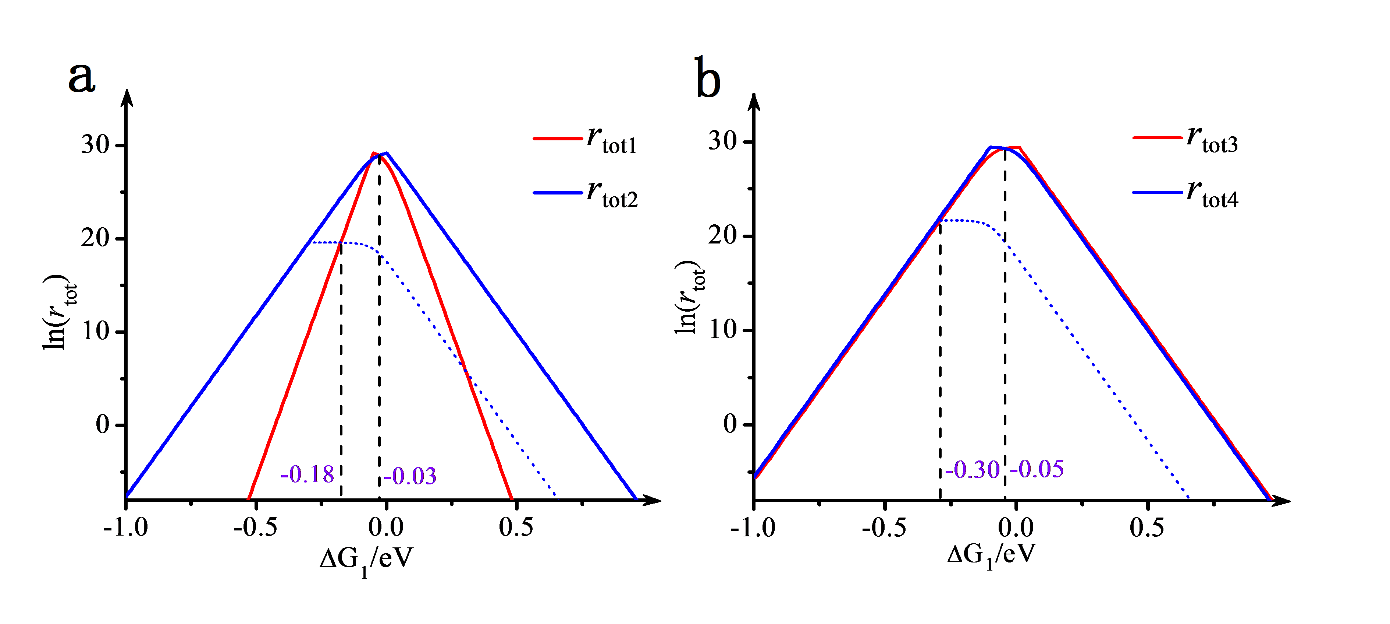 a
30
20
10
0
ln(r_tot)
r_tot1
r_tot2
-0.18
-0.03
-1.0
-0.5
0.0
0.5
ΔG_1/eV
b
30
20
10
0
ln(r_tot)
r_tot3
r_tot4
-0.30
-0.05
-1.0
-0.5
0.0
0.5
ΔG_1/eV